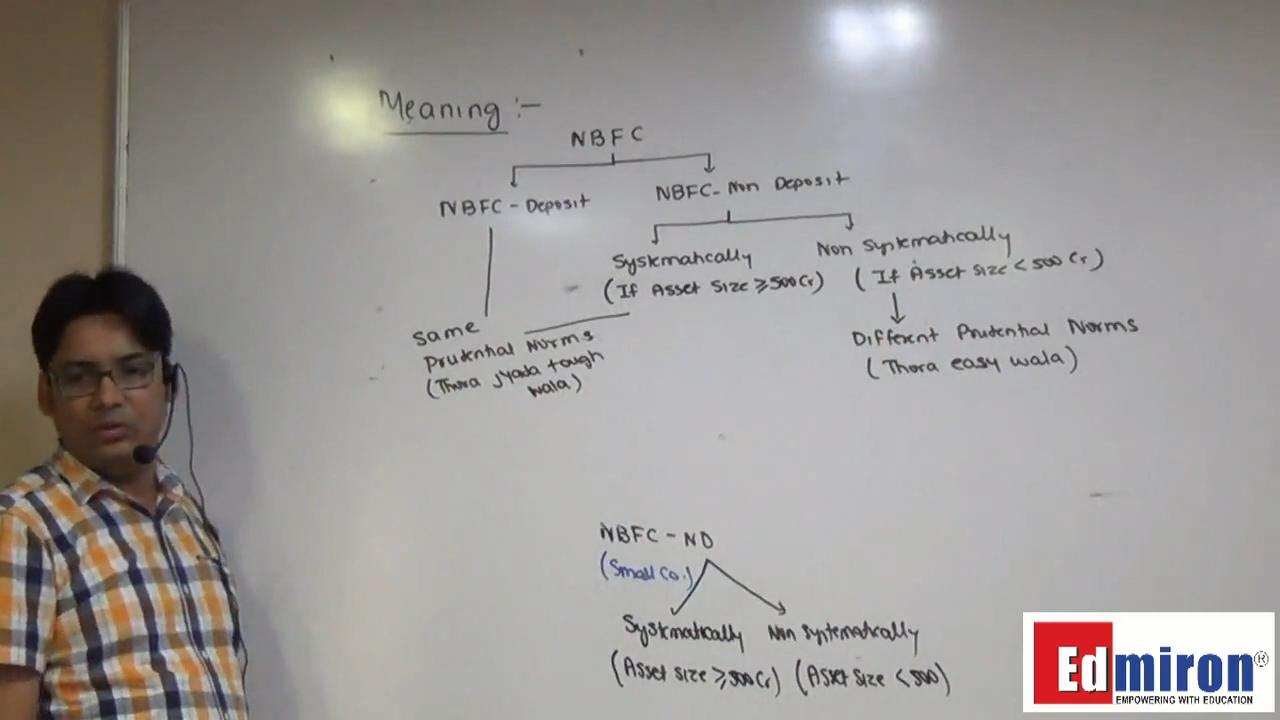 Meaning :-
NBFC
NBFC - Deposit
NBFC - Non Deposit
Systematically
(If Asset Size ≥ 500 Cr)
Non Systematically
(If Asset Size < 500 Cr)
Same
Prudential Norms
(Thora jyada tough
wala)
Different Prudential Norms
(Thora easy wala)
NBFC - ND
(Small Co.)
Systmatically
(Asset size ≥ 500 Cr)
Non systematically
(Asset size < 500)
Edmiron®
EMPOWERING WITH EDUCATION